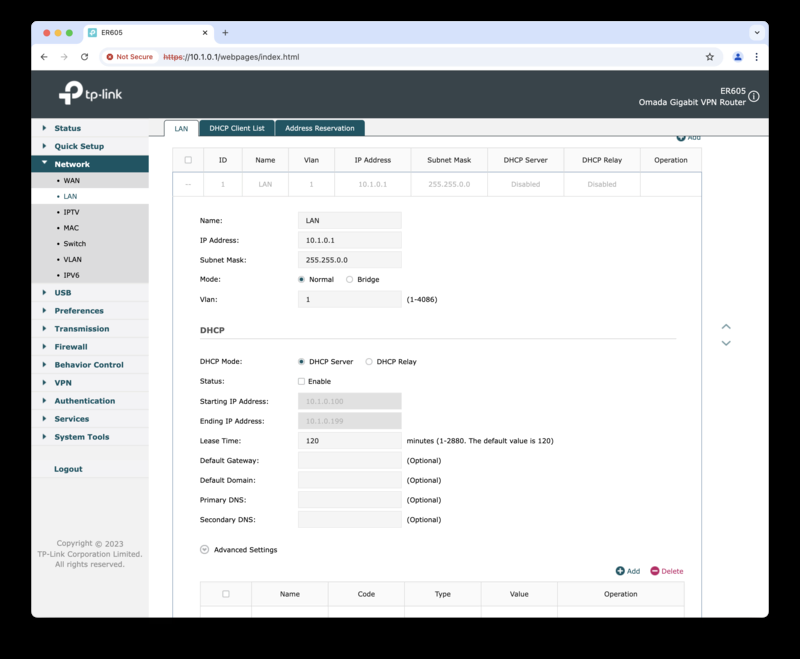 ER605
Not Secure https://10.1.0.1/webpages/index.html
tp-link
ER605
Omada Gigabit VPN Router
Status
Quick Setup
Network
• WAN
• LAN
• IPTV
• MAC
• Switch
• VLAN
• IPV6
USB
Preferences
Transmission
Firewall
Behavior Control
VPN
Authentication
Services
System Tools
Logout
Copyright © 2023
TP-Link Corporation Limited.
All rights reserved.
LAN DHCP Client List Address Reservation
Add
ID Name Vlan IP Address Subnet Mask DHCP Server DHCP Relay Operation
-- 1 LAN 1 10.1.0.1 255.255.0.0 Disabled Disabled
Name: LAN
IP Address: 10.1.0.1
Subnet Mask: 255.255.0.0
Mode: Normal Bridge
Vlan: 1 (1-4086)
DHCP
DHCP Mode: DHCP Server DHCP Relay
Status: Enable
Starting IP Address: 10.1.0.100
Ending IP Address: 10.1.0.199
Lease Time: 120 minutes (1-2880. The default value is 120)
Default Gateway: (Optional)
Default Domain: (Optional)
Primary DNS: (Optional)
Secondary DNS: (Optional)
Advanced Settings
Add Delete
Name Code Type Value Operation